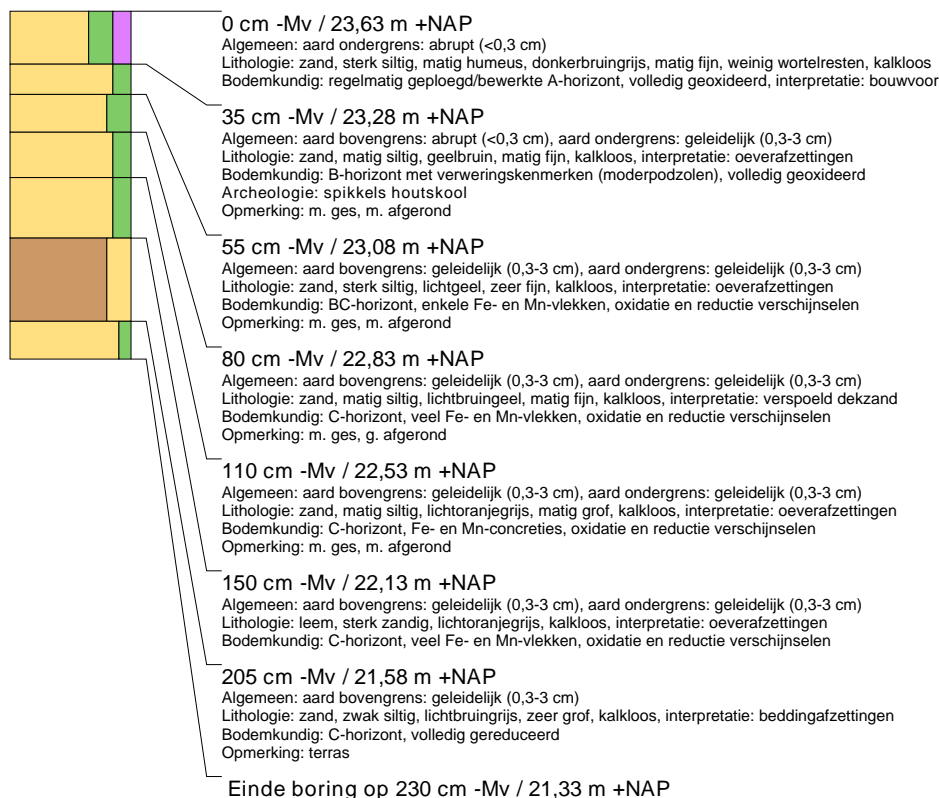 0 cm -Mv / 23,63 m +NAP
Algemeen: aard ondergrens: abrupt (<0,3 cm)
Lithologie: zand, sterk siltig, matig humeus, donkerbruingrijs, matig fijn, weinig wortelresten, kalkloos
Bodemkundig: regelmatig geploegd/bewerkte A-horizont, volledig geoxideerd, interpretatie: bouwvoor
35 cm -Mv / 23,28 m +NAP
Algemeen: aard bovengrens: abrupt (<0,3 cm), aard ondergrens: geleidelijk (0,3-3 cm)
Lithologie: zand, matig siltig, geelbruin, matig fijn, kalkloos, interpretatie: oeverafzettingen
Bodemkundig: B-horizont met verweringskenmerken (moderpodzolen), volledig geoxideerd
Archeologie: spikkels houtskool
Opmerking: m. ges, m. afgerond
55 cm -Mv / 23,08 m +NAP
Algemeen: aard bovengrens: geleidelijk (0,3-3 cm), aard ondergrens: geleidelijk (0,3-3 cm)
Lithologie: zand, sterk siltig, lichtgeel, zeer fijn, kalkloos, interpretatie: oeverafzettingen
Bodemkundig: BC-horizont, enkele Fe- en Mn-vlekken, oxidatie en reductie verschijnselen
Opmerking: m. ges, m. afgerond
80 cm -Mv / 22,83 m +NAP
Algemeen: aard bovengrens: geleidelijk (0,3-3 cm), aard ondergrens: geleidelijk (0,3-3 cm)
Lithologie: zand, matig siltig, lichtbruingeel, matig fijn, kalkloos, interpretatie: verspoeld dekzand
Bodemkundig: C-horizont, veel Fe- en Mn-vlekken, oxidatie en reductie verschijnselen
Opmerking: m. ges, g. afgerond
110 cm -Mv / 22,53 m +NAP
Algemeen: aard bovengrens: geleidelijk (0,3-3 cm), aard ondergrens: geleidelijk (0,3-3 cm)
Lithologie: zand, matig siltig, lichtoranjegrijs, matig grof, kalkloos, interpretatie: oeverafzettingen
Bodemkundig: C-horizont, Fe- en Mn-concreties, oxidatie en reductie verschijnselen
Opmerking: m. ges, m. afgerond
150 cm -Mv / 22,13 m +NAP
Algemeen: aard bovengrens: geleidelijk (0,3-3 cm), aard ondergrens: geleidelijk (0,3-3 cm)
Lithologie: leem, sterk zandig, lichtoranjegrijs, kalkloos, interpretatie: oeverafzettingen
Bodemkundig: C-horizont, veel Fe- en Mn-vlekken, oxidatie en reductie verschijnselen
205 cm -Mv / 21,58 m +NAP
Algemeen: aard bovengrens: geleidelijk (0,3-3 cm)
Lithologie: zand, zwak siltig, lichtbruingrijs, zeer grof, kalkloos, interpretatie: beddingafzettingen
Bodemkundig: C-horizont, volledig gereduceerd
Opmerking: terras
Einde boring op 230 cm -Mv / 21,33 m +NAP